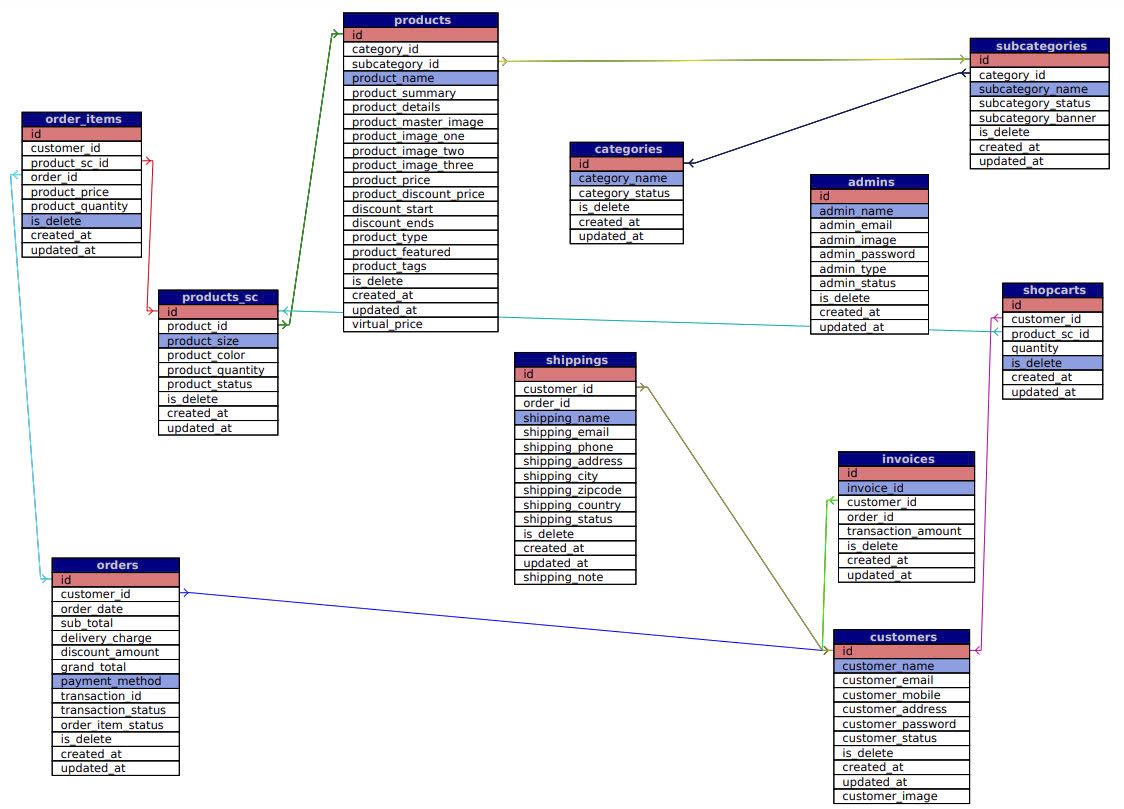 products
id
category_id
subcategory_id
product_name
product_summary
product_details
product_master_image
product_image_one
product_image_two
product_image_three
product_price
product_discount_price
discount_start
discount_ends
product_type
product_featured
product_tags
is_delete
created_at
updated_at
virtual_price
subcategories
id
category_id
subcategory_name
subcategory_status
subcategory_banner
is_delete
created_at
updated_at
order_items
id
customer_id
product_sc_id
order_id
product_price
product_quantity
is_delete
created_at
updated_at
categories
id
category_name
category_status
is_delete
created_at
updated_at
admins
id
admin_name
admin_email
admin_image
admin_password
admin_type
admin_status
is_delete
created_at
updated_at
products_sc
id
product_id
product_size
product_color
product_quantity
product_status
is_delete
created_at
updated_at
shopcarts
id
customer_id
product_sc_id
quantity
is_delete
created_at
updated_at
shippings
id
customer_id
order_id
shipping_name
shipping_email
shipping_phone
shipping_address
shipping_city
shipping_zipcode
shipping_country
shipping_status
is_delete
created_at
updated_at
shipping_note
invoices
id
invoice_id
customer_id
order_id
transaction_amount
is_delete
created_at
updated_at
orders
id
customer_id
order_date
sub_total
delivery_charge
discount_amount
grand_total
payment_method
transaction_id
transaction_status
order_item_status
is_delete
created_at
updated_at
customers
id
customer_name
customer_email
customer_mobile
customer_address
customer_password
customer_status
is_delete
created_at
updated_at
customer_image